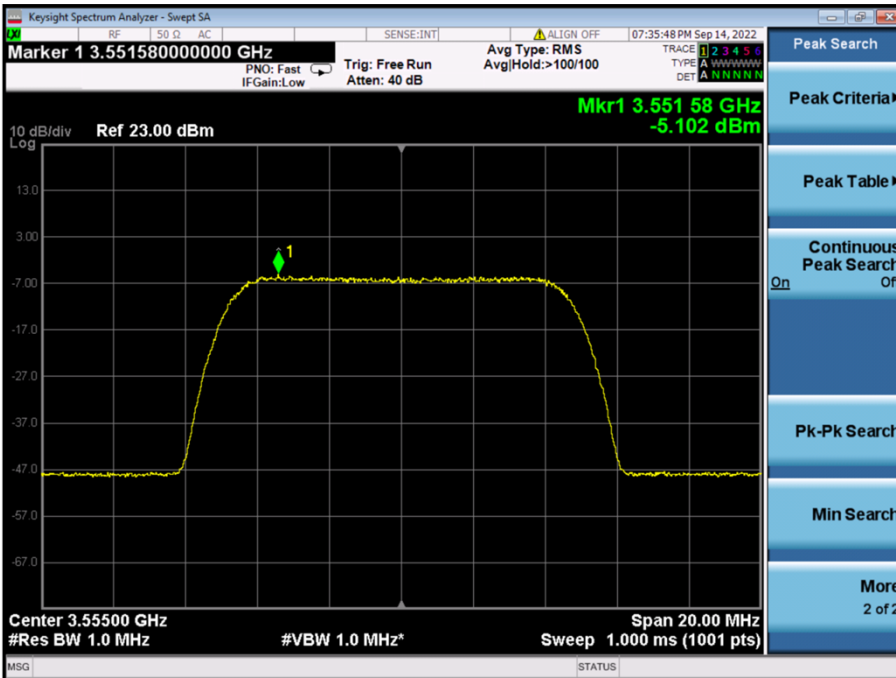 Keysight Spectrum Analyzer - Swept SA
LXI RF 50 Ω AC SENSE:INT ALIGN OFF 07:35:48 PM Sep 14, 2022
Marker 1 3.551580000000 GHz
PNO: Fast
IFGain:Low
Trig: Free Run
Atten: 40 dB
Avg Type: RMS
Avg|Hold:>100/100
TRACE 1 2 3 4 5 6
TYPE A WWWWW
DET A N N N N N
Mkr1 3.551 58 GHz
-5.102 dBm
10 dB/div Ref 23.00 dBm
Log
13.0
3.00
1
-7.00
-17.0
-27.0
-37.0
-47.0
-57.0
-67.0
Center 3.55500 GHz Span 20.00 MHz
#Res BW 1.0 MHz #VBW 1.0 MHz* Sweep 1.000 ms (1001 pts)
MSG STATUS
Peak Search
Peak Criteria
Peak Table
Continuous
Peak Search
On Of
Pk-Pk Search
Min Search
More
2 of 2